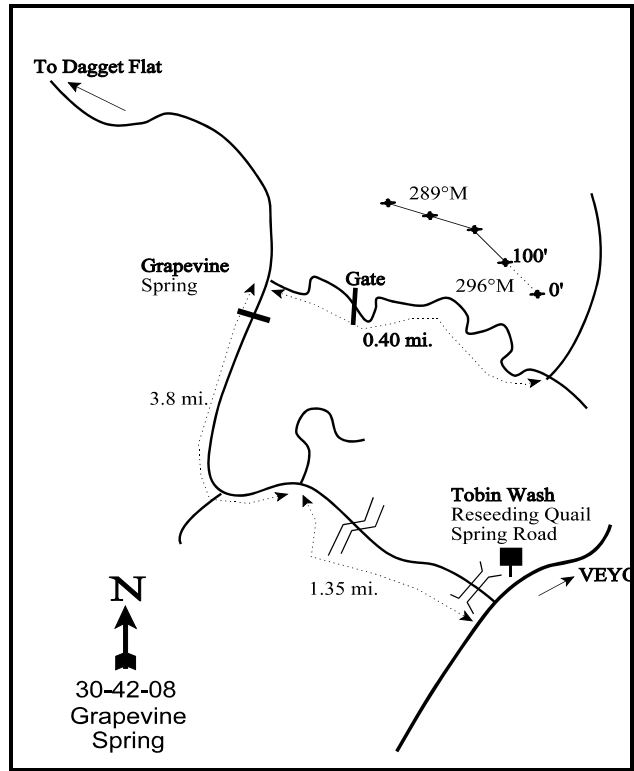 To Dagget Flat
289°M
100'
Grapevine
Spring
Gate
296°M
0'
0.40 mi.
3.8 mi.
Tobin Wash
Reseeding Quail
Spring Road
VEYO
1.35 mi.
N
30-42-08
Grapevine
Spring